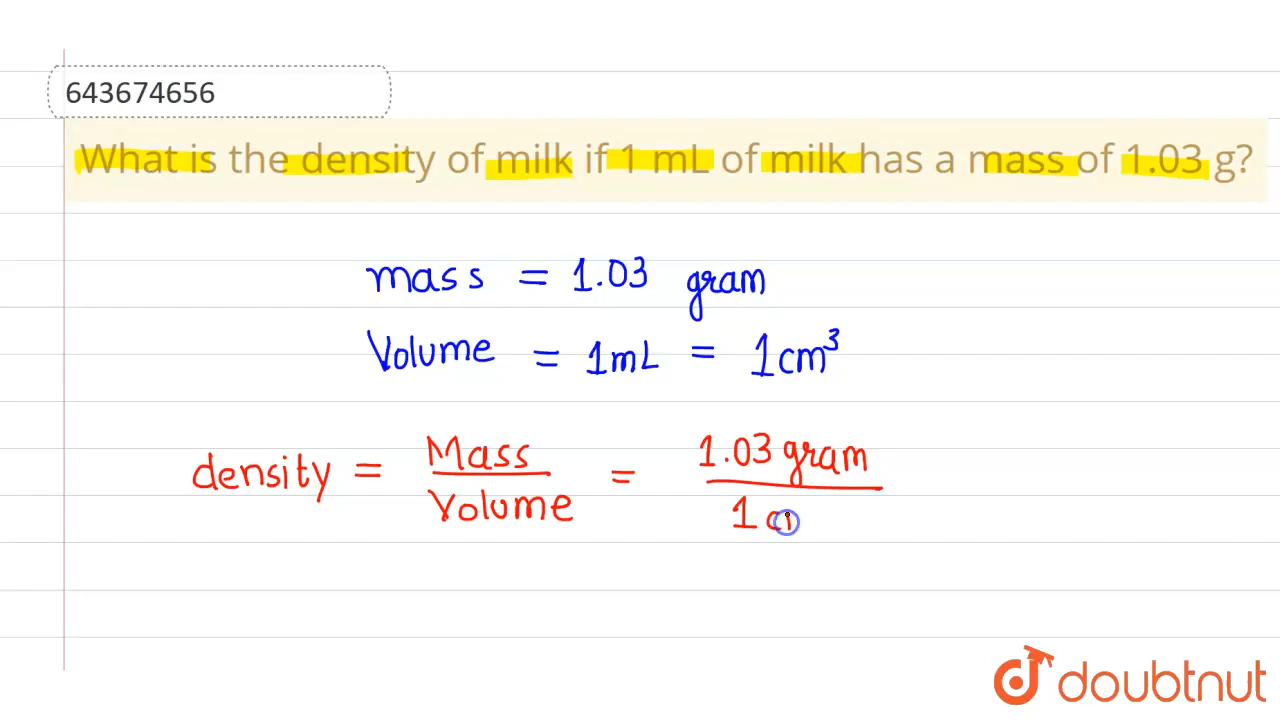 643674656
What is the density of milk if 1 mL of milk has a mass of 1.03 g?
mass = 1.03 gram
Volume = 1mL = 1cm³
density = Mass / Volume = 1.03 gram / 1 c
doubtnut